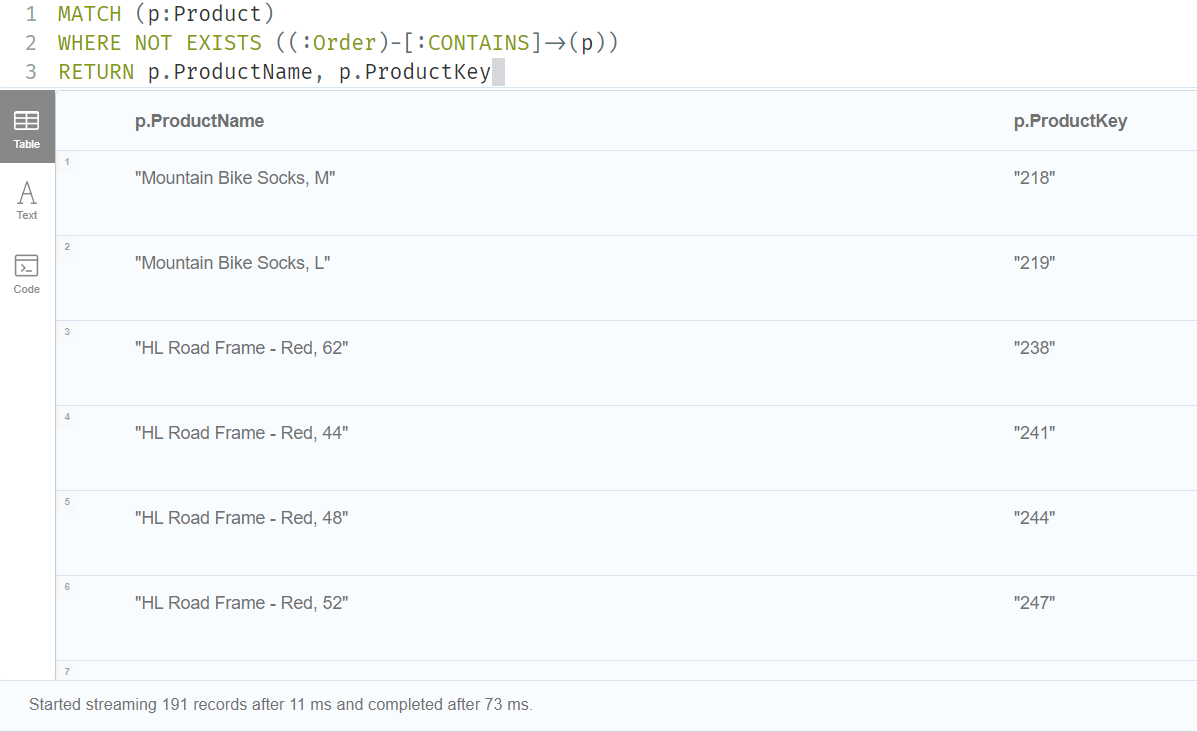 1 MATCH (p:Product)
2 WHERE NOT EXISTS ((:Order)-[:CONTAINS]->(p))
3 RETURN p.ProductName, p.ProductKey
Table
Text
Code
p.ProductName p.ProductKey
1 "Mountain Bike Socks, M" "218"
2 "Mountain Bike Socks, L" "219"
3 "HL Road Frame - Red, 62" "238"
4 "HL Road Frame - Red, 44" "241"
5 "HL Road Frame - Red, 48" "244"
6 "HL Road Frame - Red, 52" "247"
7
Started streaming 191 records after 11 ms and completed after 73 ms.